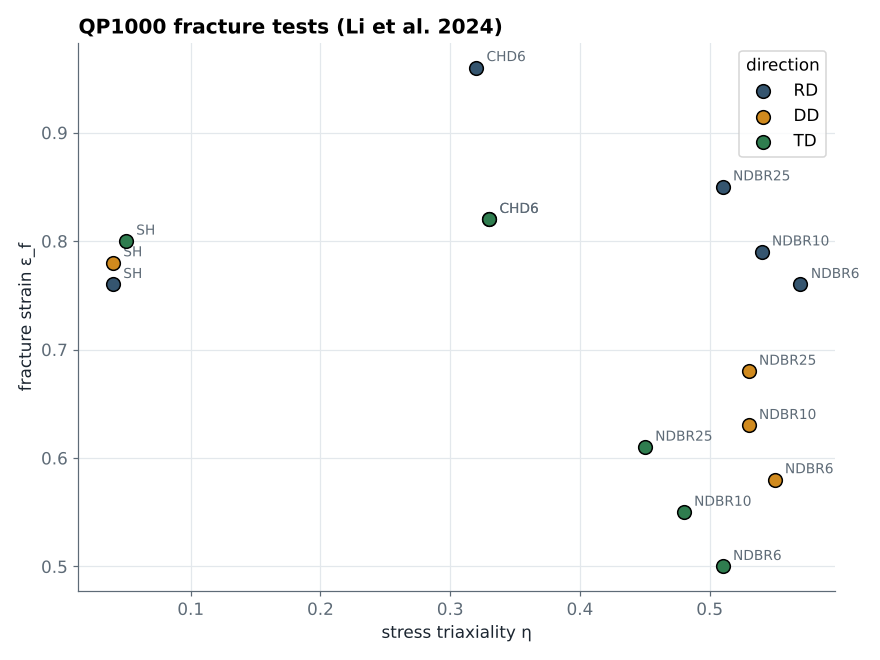 QP1000 fracture tests (Li et al. 2024)
CHD6
direction
RD
DD
TD
0.9
NDBR25
CHD6
SH
0.8
NDBR10
SH
SH
NDBR6
fracture strain ε_f
0.7
NDBR25
NDBR10
0.6
NDBR25
NDBR6
NDBR10
NDBR6
0.5
0.1
0.2
0.3
0.4
0.5
stress triaxiality η